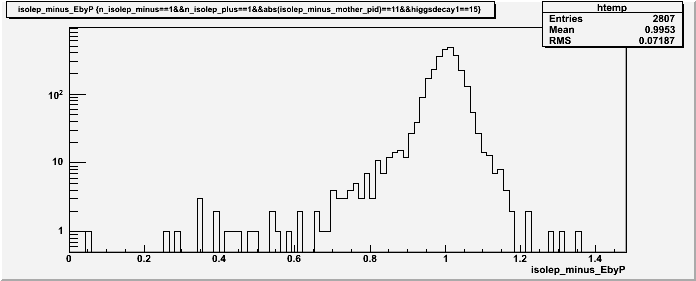 isolep_minus_EbyP {n_isolep_minus==1&&n_isolep_plus==1&&abs(isolep_minus_mother_pid)==11&&higgsdecay1==15}
htemp
Entries 2807
Mean 0.9953
RMS 0.07187
10²
10
1
0 0.2 0.4 0.6 0.8 1 1.2 1.4
isolep_minus_EbyP